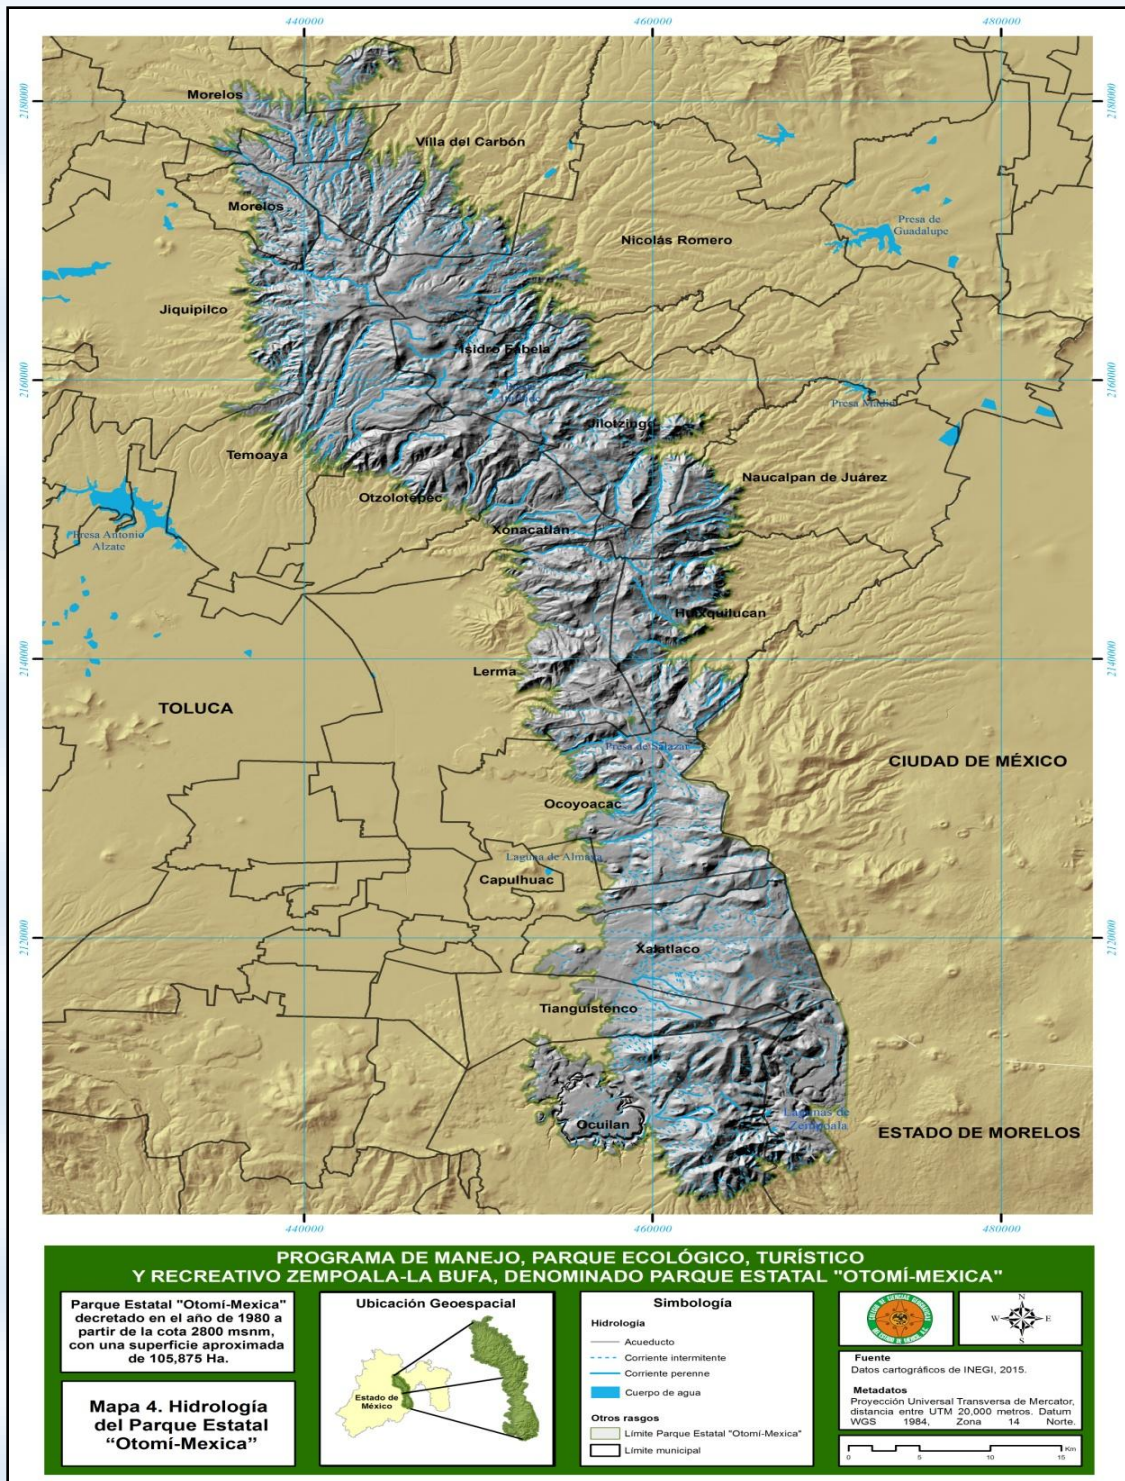 440000
460000
480000
2180000
2180000
Morelos
Villa del Carbón
Morelos
Nicolás Romero
Presa de
Guadalupe
Jiquipilco
Isidro Fabela
2160000
2160000
Presa Madín
Jilotzingo
Temoaya
Naucalpan de Juárez
Otzolotepec
Xonacatlán
Presa Antonio
Alzate
Huixquilucan
2140000
2140000
Lerma
TOLUCA
Presa de Salazar
CIUDAD DE MÉXICO
Ocoyoacac
Laguna de Almaya
Capulhuac
2120000
2120000
Xalatlaco
Tianguistenco
Lagunas de
Zempoala
Ocuilan
ESTADO DE MORELOS
440000
460000
480000
PROGRAMA DE MANEJO, PARQUE ECOLÓGICO, TURÍSTICO
Y RECREATIVO ZEMPOALA-LA BUFA, DENOMINADO PARQUE ESTATAL "OTOMÍ-MEXICA"
Parque Estatal "Otomí-Mexica"
decretado en el año de 1980 a
partir de la cota 2800 msnm,
con una superficie aproximada
de 105,875 Ha.
Mapa 4. Hidrología
del Parque Estatal
“Otomí-Mexica”
Ubicación Geoespacial
Estado de
México
Simbología
Hidrología
Acueducto
Corriente intermitente
Corriente perenne
Cuerpo de agua
Otros rasgos
Límite Parque Estatal "Otomí-Mexica"
Límite municipal
N
W
E
S
Fuente
Datos cartográficos de INEGI, 2015.
Metadatos
Proyección Universal Transversa de Mercator,
distancia entre UTM 20,000 metros. Datum
WGS 1984, Zona 14 Norte.
Km
0
5
10
15